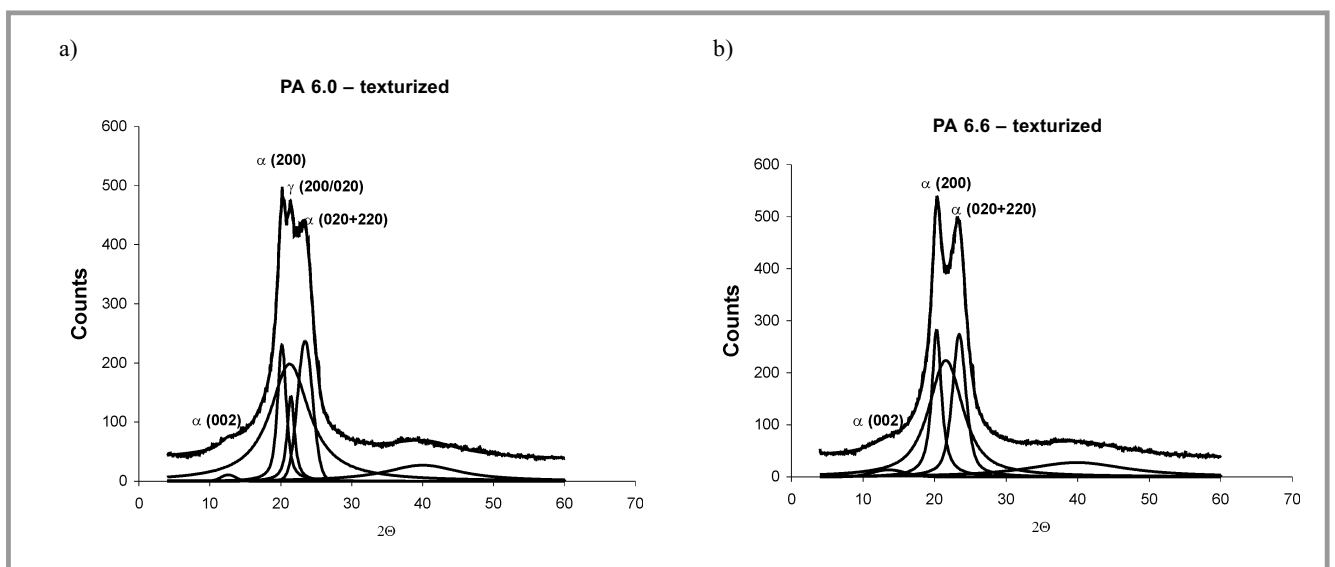 a)
PA 6.0 – texturized
600
500
400
300
200
100
0
Counts
α (200)
γ (200/020)
α (020+220)
α (002)
0 10 20 30 40 50 60 70
2Θ
b)
PA 6.6 – texturized
600
500
400
300
200
100
0
Counts
α (200)
α (020+220)
α (002)
0 10 20 30 40 50 60 70
2Θ